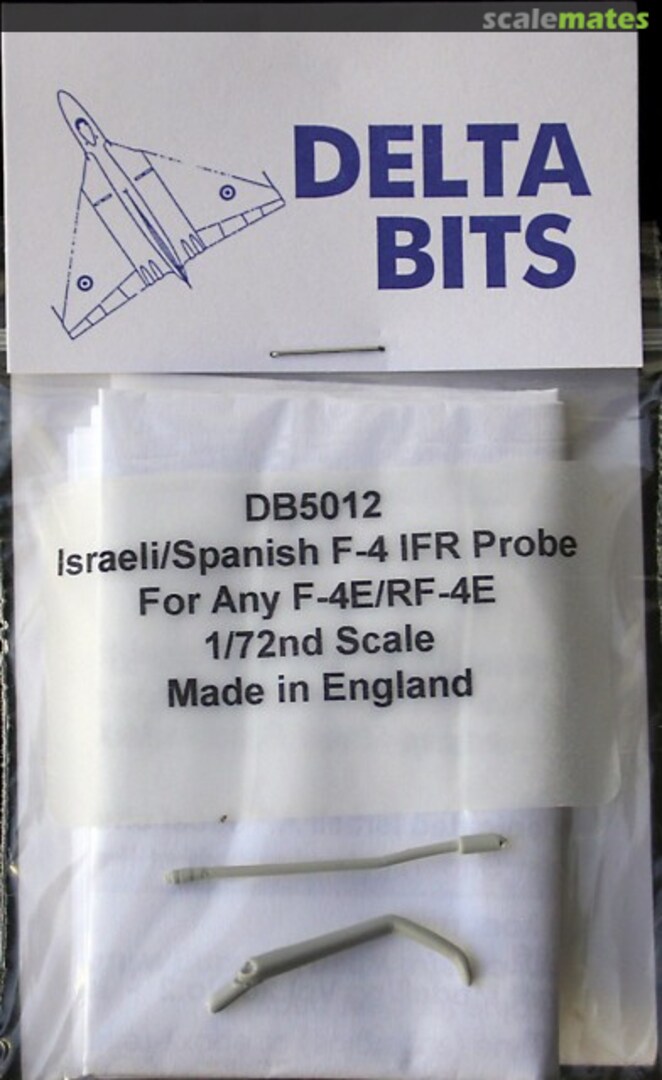 scalemates
DELTA
BITS
DB5012
Israeli/Spanish F-4 IFR Probe
For Any F-4E/RF-4E
1/72nd Scale
Made in England